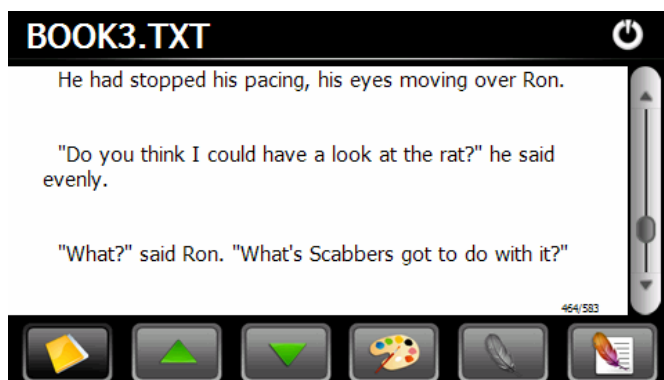 BOOK3.TXT
He had stopped his pacing, his eyes moving over Ron.
"Do you think I could have a look at the rat?" he said
evenly.
"What?" said Ron. "What's Scabbers got to do with it?"
464/583